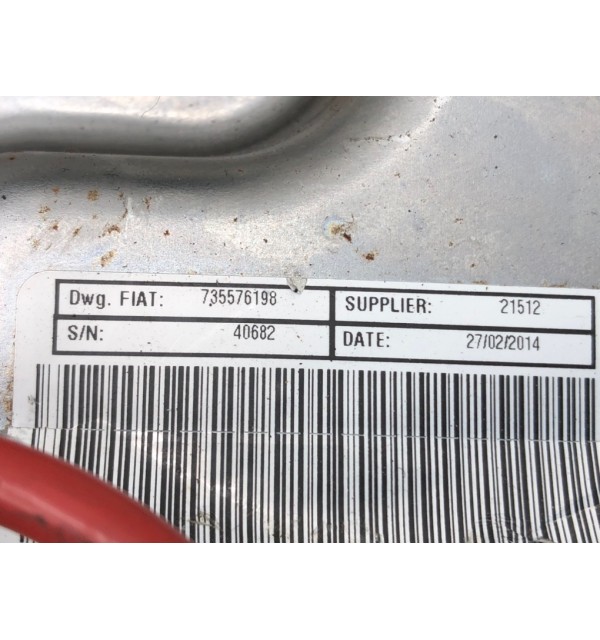 Dwg. FIAT: 735576198 SUPPLIER: 21512
S/N: 40682 DATE: 27/02/2014